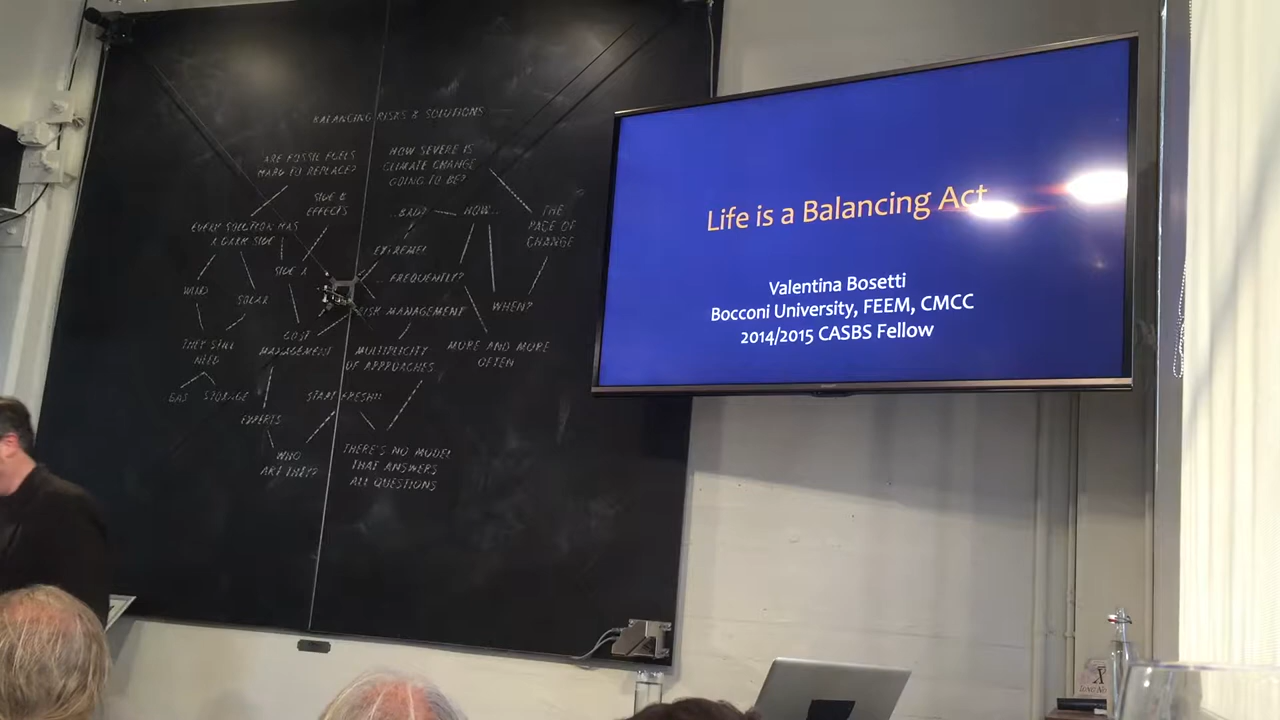 BALANCING RISKS & SOLUTIONS
ARE FOSSIL FUELS
HARD TO REPLACE?
HOW SEVERE IS
CLIMATE CHANGE
GOING TO BE?
SIDE B
EFFECTS
EVERY SOLUTION HAS
A DARK SIDE
...BAD?
HOW...
THE
PACE OF
CHANGE
EXTREME?
SIDE A
... FREQUENTLY?
WIND
SOLAR
RISK MANAGEMENT
WHEN?
COST
MANAGEMENT
THEY STILL
NEED
MULTIPLICITY
OF APPROACHES
MORE AND MORE
OFTEN
GAS STORAGE
START FRESH!!
EXPERTS
WHO
ARE THEY?
THERE'S NO MODEL
THAT ANSWERS
ALL QUESTIONS
Life is a Balancing Act
Valentina Bosetti
Bocconi University, FEEM, CMCC
2014/2015 CASBS Fellow